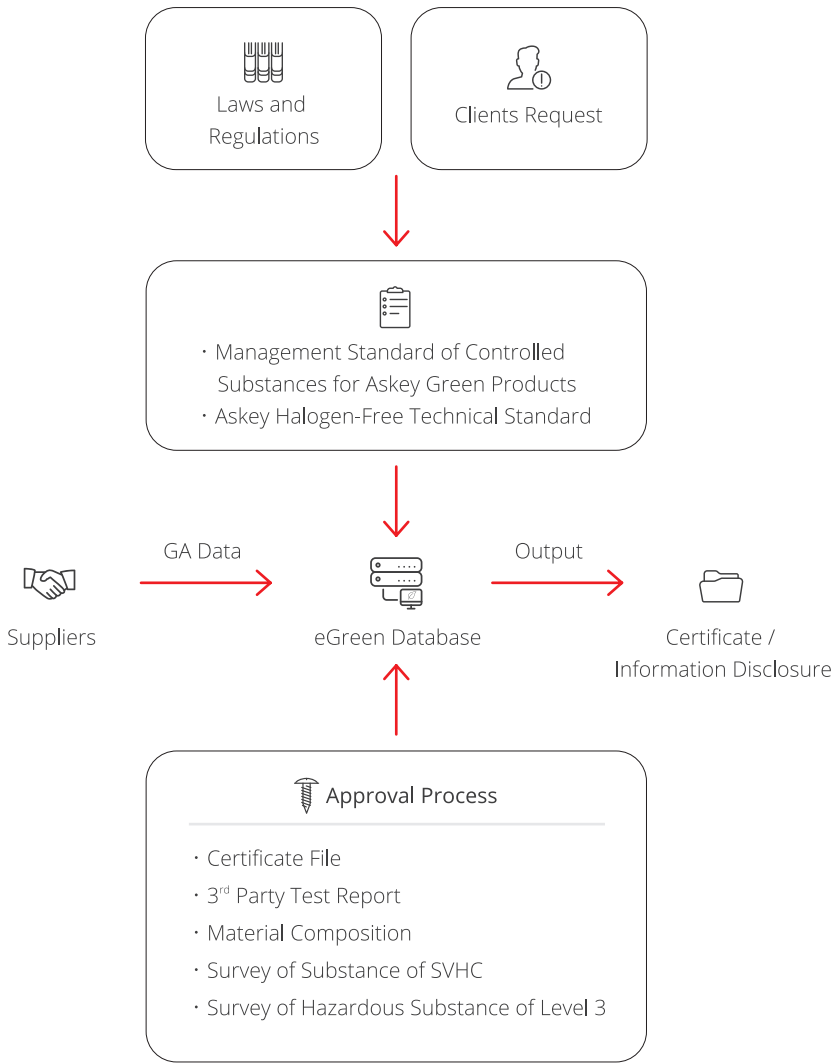 Laws and
Regulations
Clients Request
· Management Standard of Controlled
Substances for Askey Green Products
· Askey Halogen-Free Technical Standard
GA Data
Output
Suppliers
eGreen Database
Certificate /
Information Disclosure
Approval Process
· Certificate File
· 3rd Party Test Report
· Material Composition
· Survey of Substance of SVHC
· Survey of Hazardous Substance of Level 3